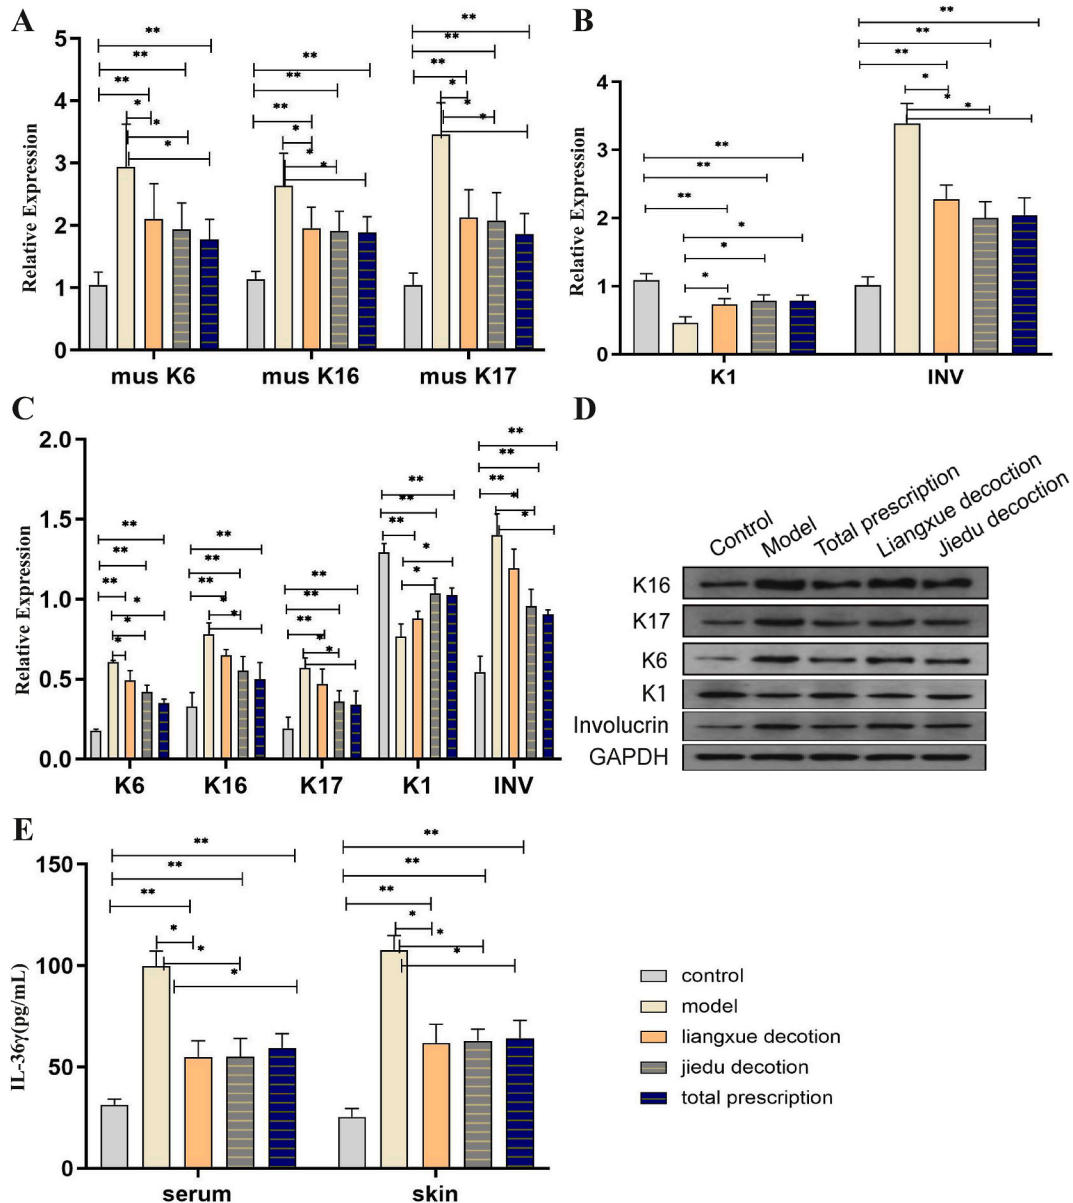 A
Relative Expression
5
4
3
2
1
0
** ** ** * * *
** ** ** * * *
** ** ** * * *
mus K6 mus K16 mus K17
B
Relative Expression
4
2
0
** ** ** * * *
** ** ** * * *
K1 INV
C
Relative Expression
2.0
1.5
1.0
0.5
0.0
** ** ** * * *
** ** ** * *
** ** ** * *
** ** ** * *
** ** ** * *
K6 K16 K17 K1 INV
D
Control Model Total prescription Liangxue decoction Jiedu decoction
K16
K17
K6
K1
Involucrin
GAPDH
E
IL-36γ(pg/mL)
150
100
50
0
** ** ** * * *
** ** ** * * *
serum skin
control
model
liangxue decotion
jiedu decotion
total prescription